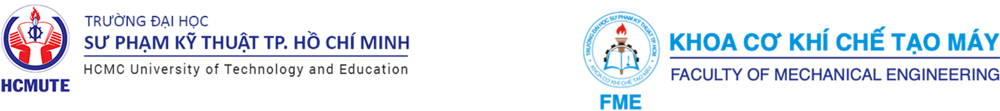 TRƯỜNG ĐẠI HỌC
SƯ PHẠM KỸ THUẬT TP. HỒ CHÍ MINH
HCMC University of Technology and Education
HCMUTE
TRƯỜNG ĐẠI HỌC SƯ PHẠM KỸ THUẬT TP. HCM
KHOA CƠ KHÍ CHẾ TẠO MÁY
FME
KHOA CƠ KHÍ CHẾ TẠO MÁY
FACULTY OF MECHANICAL ENGINEERING